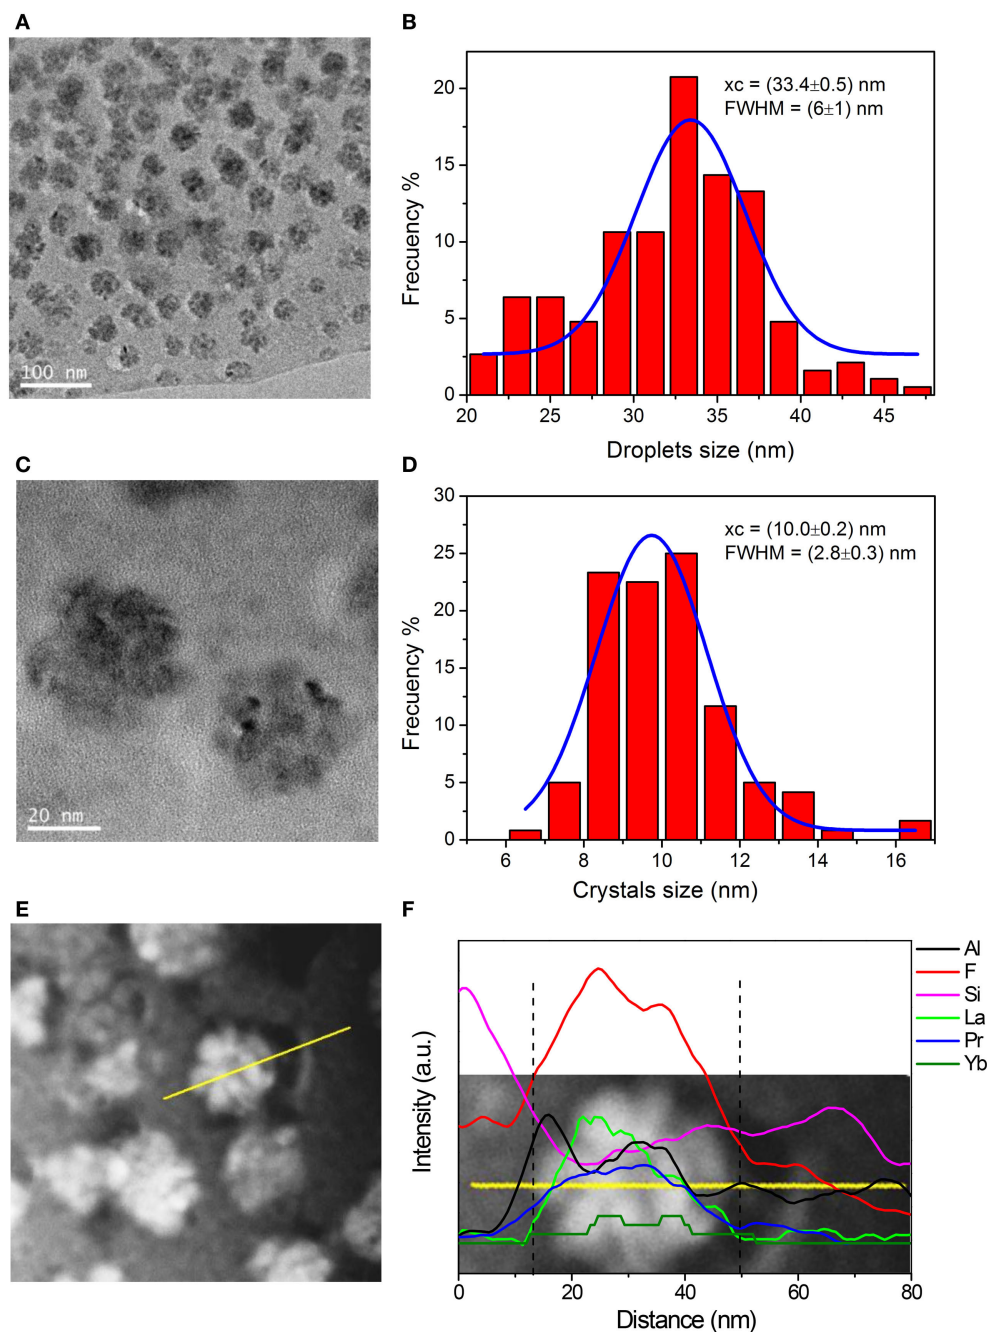 A
100 nm
B
xc = (33.4±0.5) nm
FWHM = (6±1) nm
Frecuency %
20
15
10
5
0
20 25 30 35 40 45
Droplets size (nm)
C
20 nm
D
xc = (10.0±0.2) nm
FWHM = (2.8±0.3) nm
Frecuency %
30
25
20
15
10
5
0
6 8 10 12 14 16
Crystals size (nm)
E
F
Al
F
Si
La
Pr
Yb
Intensity (a.u.)
0 20 40 60 80
Distance (nm)